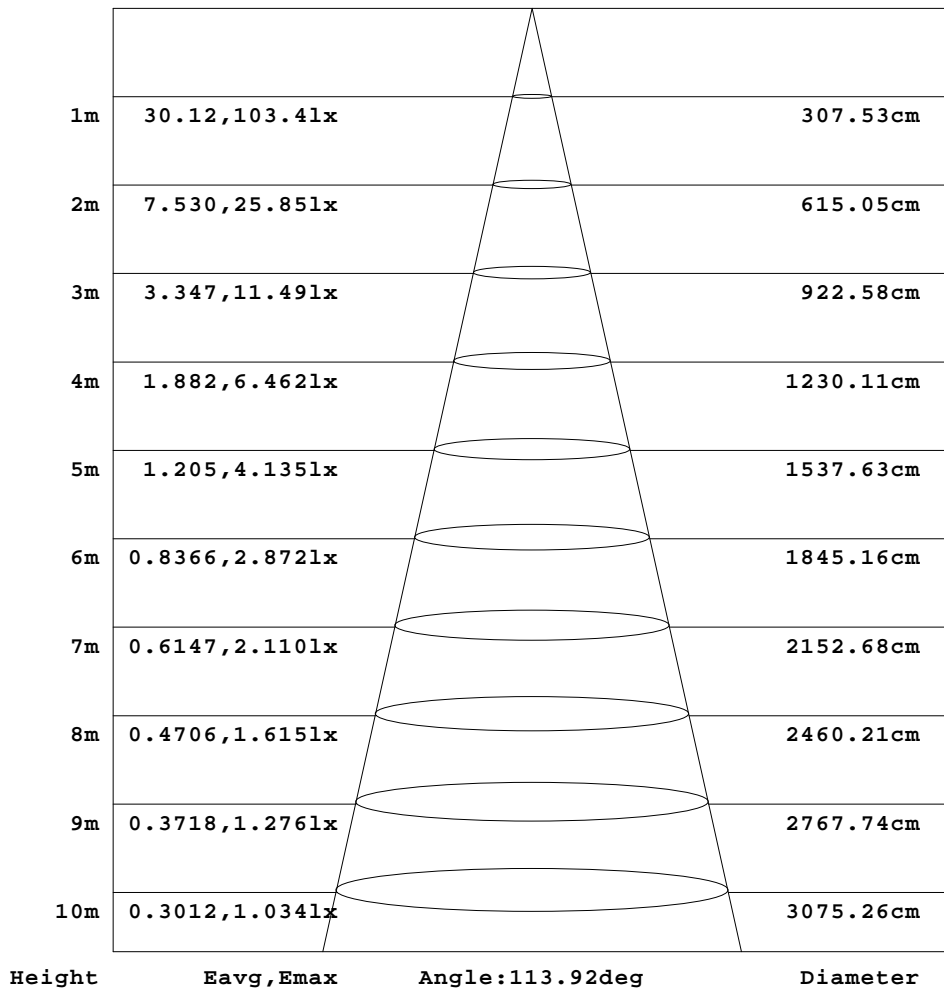 1m 30.12,103.4lx 307.53cm
2m 7.530,25.85lx 615.05cm
3m 3.347,11.49lx 922.58cm
4m 1.882,6.462lx 1230.11cm
5m 1.205,4.135lx 1537.63cm
6m 0.8366,2.872lx 1845.16cm
7m 0.6147,2.110lx 2152.68cm
8m 0.4706,1.615lx 2460.21cm
9m 0.3718,1.276lx 2767.74cm
10m 0.3012,1.034lx 3075.26cm
Height Eavg,Emax Angle:113.92deg Diameter